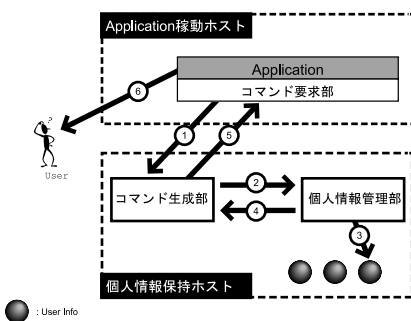 Application稼動ホスト
Application
コマンド要求部
6
?
User
1
5
コマンド生成部
2
4
個人情報管理部
3
個人情報保持ホスト
: User Info